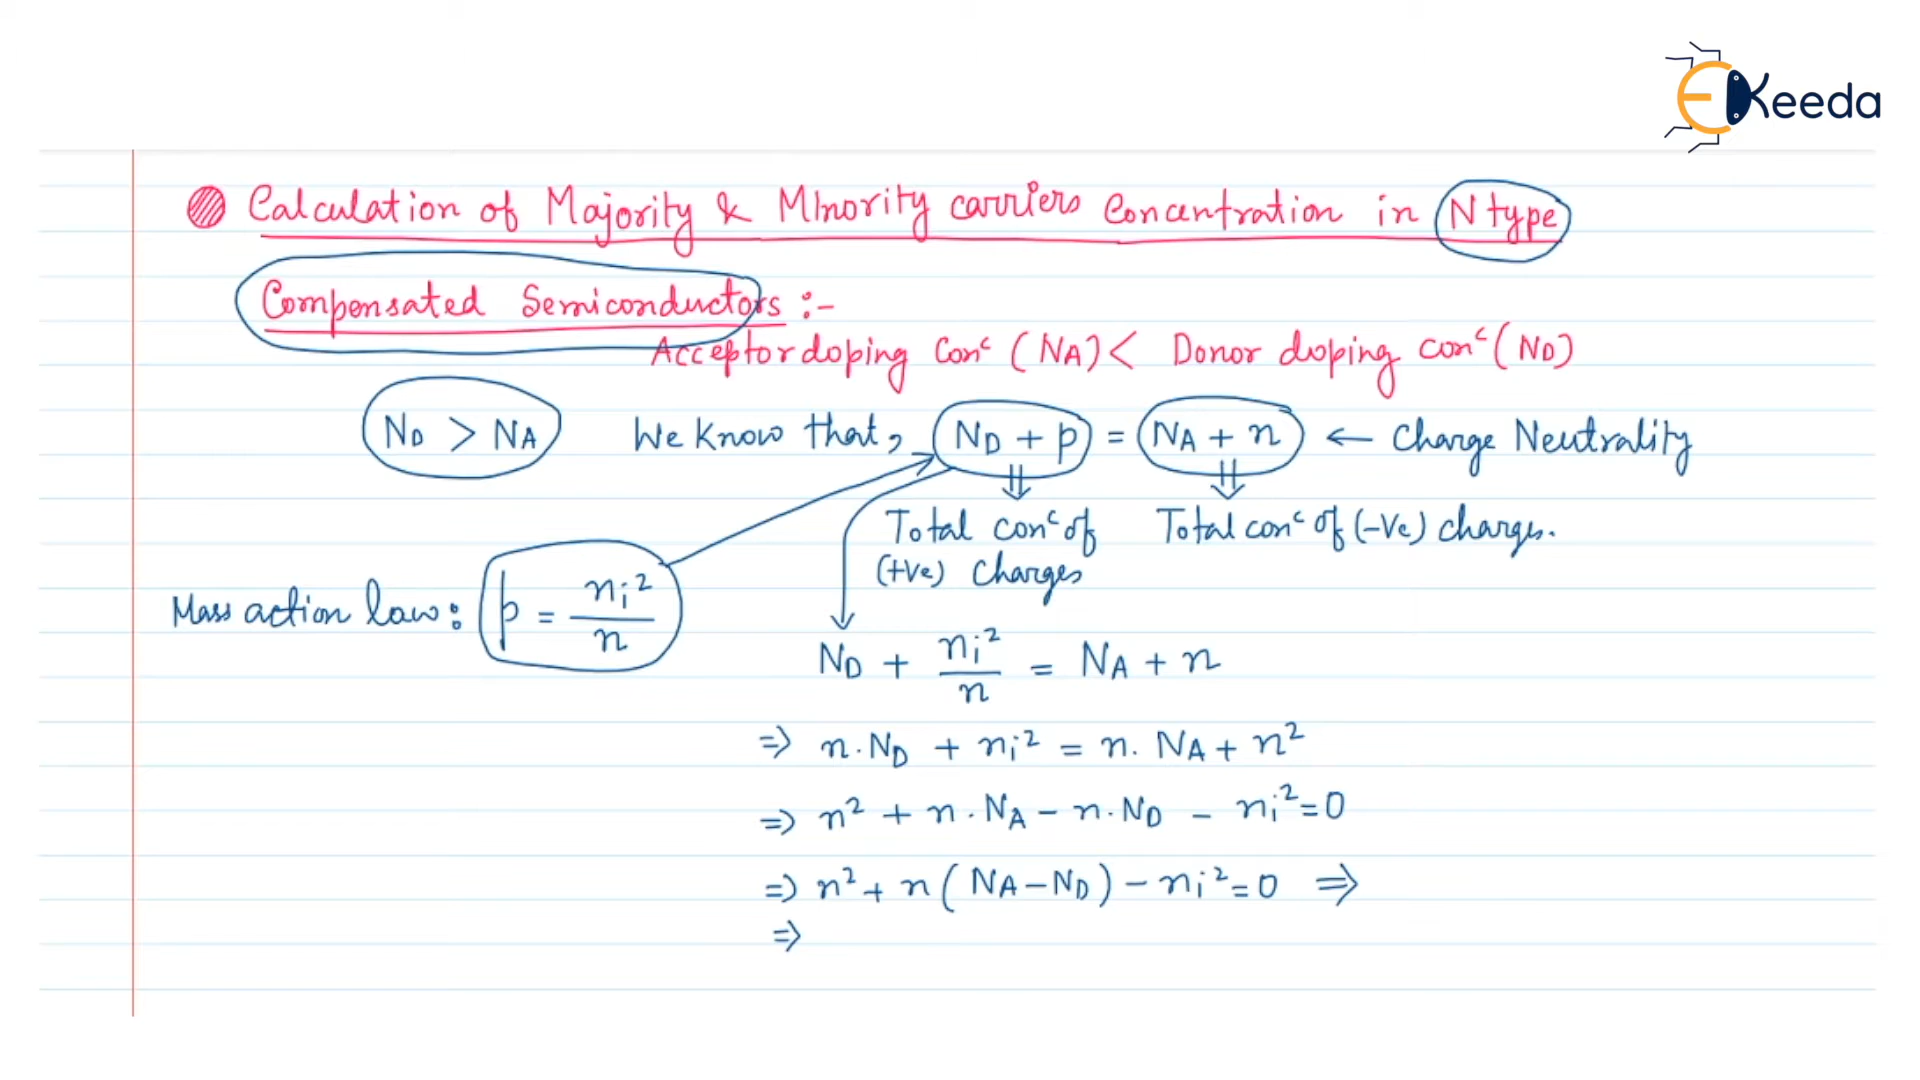 EKeeda
Calculation of Majority & Minority carriers Concentration in N type
Compensated Semiconductors :-
Acceptor doping Conᶜ (NA) < Donor doping conᶜ (ND)
ND > NA We Know that, ND + p = NA + n ← Charge Neutrality
Total conᶜ of Total conᶜ of (-Ve) charges.
(+Ve) Charges
Mass action law: p = ni²/n
ND + ni²/n = NA + n
⇒ n.ND + ni² = n. NA + n²
⇒ n² + n.NA - n.ND - ni² = 0
⇒ n² + n(NA-ND) - ni² = 0 ⇒
⇒